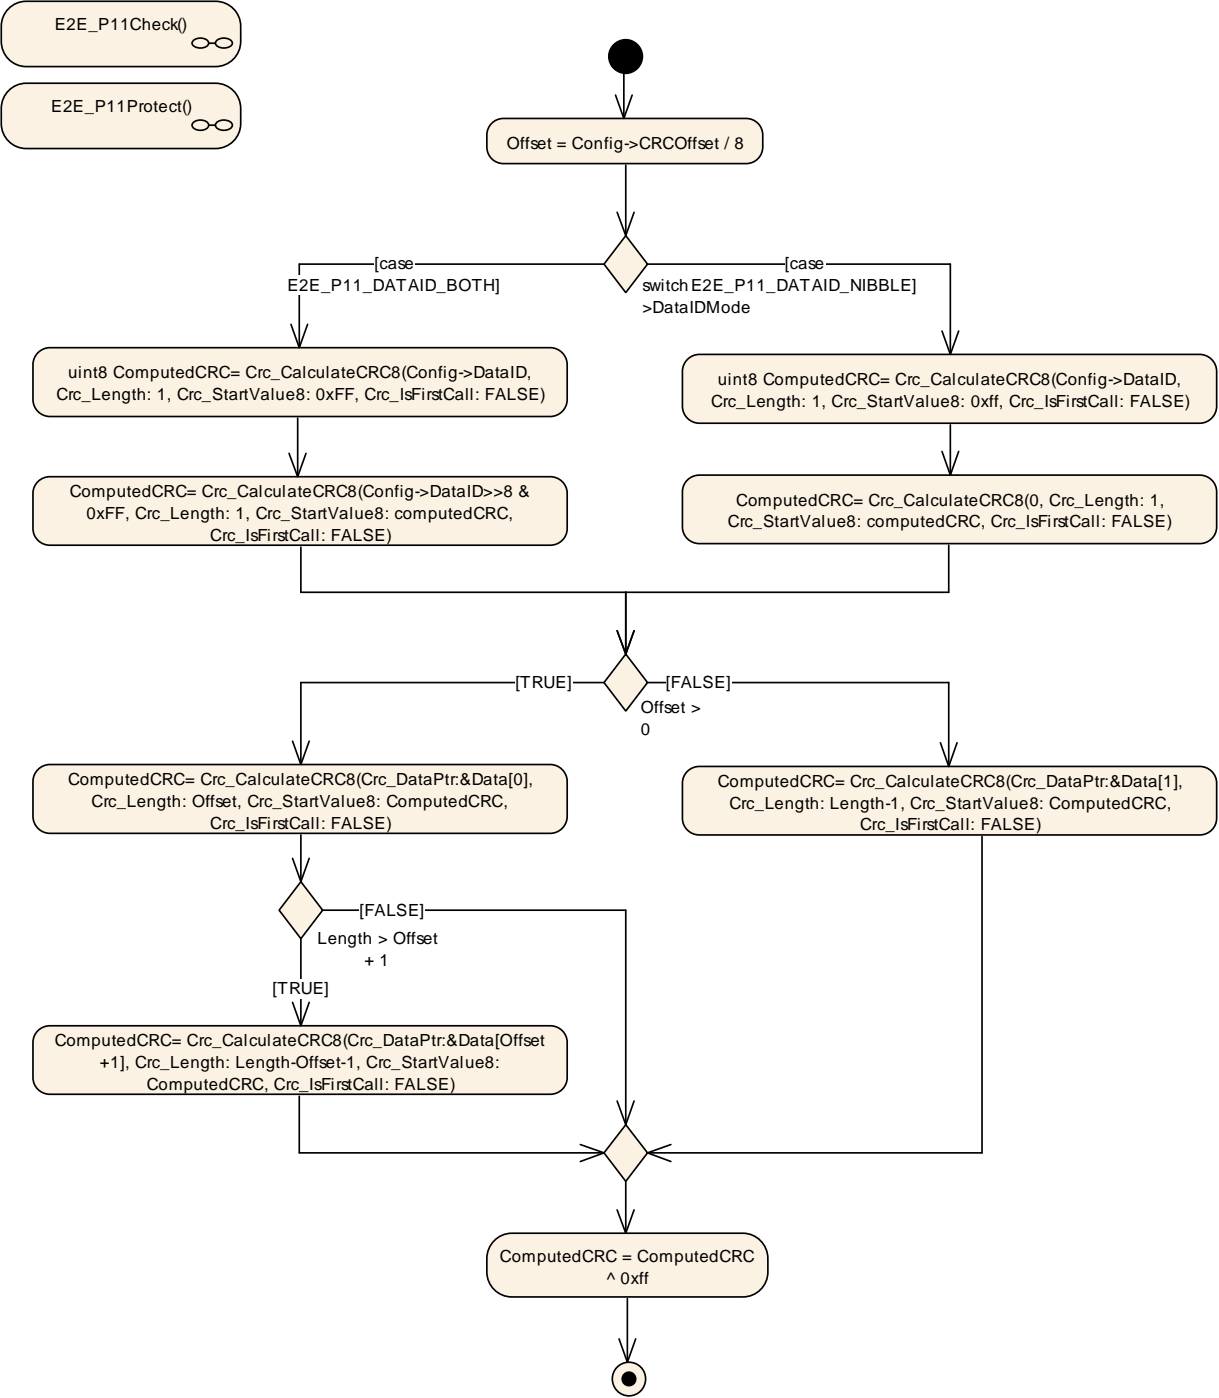 E2E_P11Check()
E2E_P11Protect()
Offset = Config->CRCOffset / 8
[case
E2E_P11_DATAID_BOTH]
[case
switch E2E_P11_DATAID_NIBBLE]
>DataIDMode
uint8 ComputedCRC= Crc_CalculateCRC8(Config->DataID,
Crc_Length: 1, Crc_StartValue8: 0xFF, Crc_IsFirstCall: FALSE)
uint8 ComputedCRC= Crc_CalculateCRC8(Config->DataID,
Crc_Length: 1, Crc_StartValue8: 0xff, Crc_IsFirstCall: FALSE)
ComputedCRC= Crc_CalculateCRC8(Config->DataID>>8 &
0xFF, Crc_Length: 1, Crc_StartValue8: computedCRC,
Crc_IsFirstCall: FALSE)
ComputedCRC= Crc_CalculateCRC8(0, Crc_Length: 1,
Crc_StartValue8: computedCRC, Crc_IsFirstCall: FALSE)
[TRUE]
[FALSE]
Offset >
0
ComputedCRC= Crc_CalculateCRC8(Crc_DataPtr:&Data[0],
Crc_Length: Offset, Crc_StartValue8: ComputedCRC,
Crc_IsFirstCall: FALSE)
ComputedCRC= Crc_CalculateCRC8(Crc_DataPtr:&Data[1],
Crc_Length: Length-1, Crc_StartValue8: ComputedCRC,
Crc_IsFirstCall: FALSE)
[FALSE]
Length > Offset
+ 1
[TRUE]
ComputedCRC= Crc_CalculateCRC8(Crc_DataPtr:&Data[Offset
+1], Crc_Length: Length-Offset-1, Crc_StartValue8:
ComputedCRC, Crc_IsFirstCall: FALSE)
ComputedCRC = ComputedCRC
^ 0xff